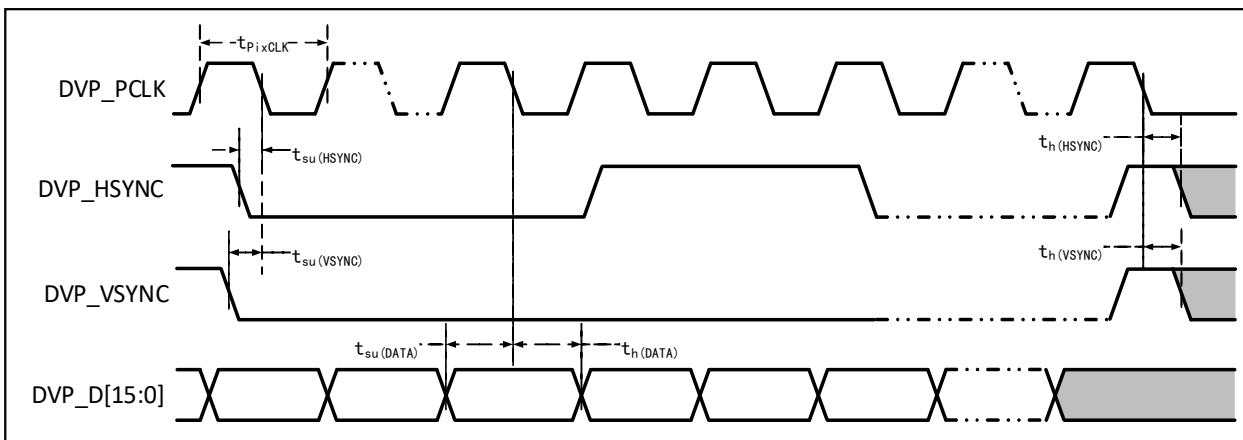 t_PixCLK
DVP_PCLK
t_su(HSYNC)
t_h(HSYNC)
DVP_HSYNC
t_su(VSYNC)
t_h(VSYNC)
DVP_VSYNC
t_su(DATA) t_h(DATA)
DVP_D[15:0]